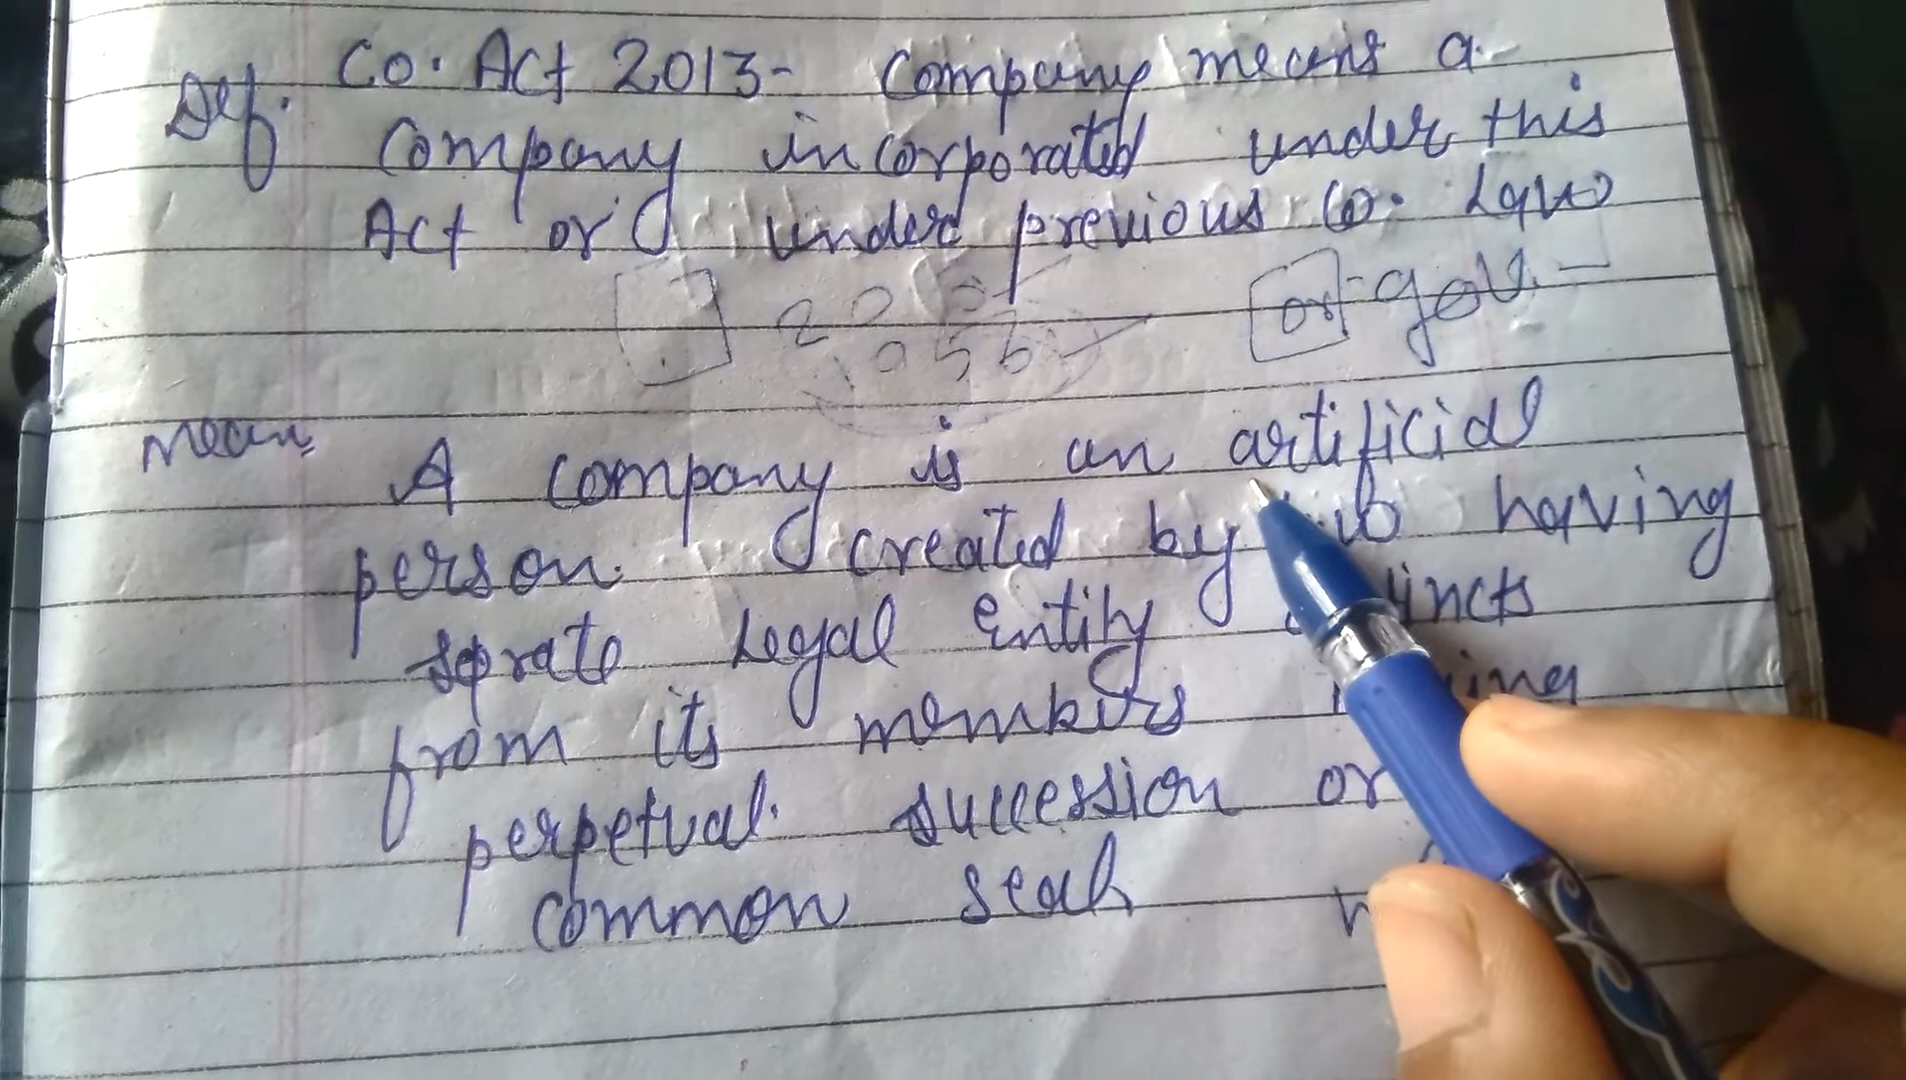 Co. Act 2013- Company means a
Def. Company incorporated under this
Act or under previous Co. Law
2
1956
or gov.
Mean A company is an artificial
person created by having
seprate Legal Entity
from its members
perpetual succession or
common seal